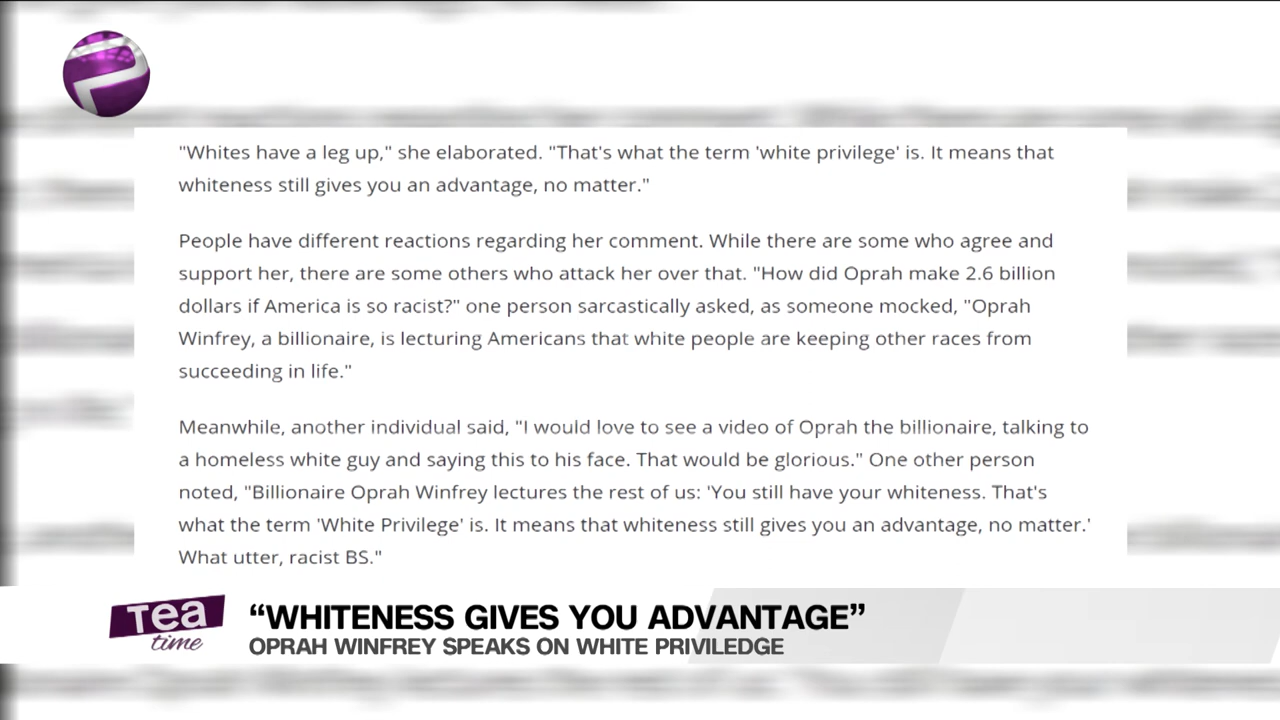 "Whites have a leg up," she elaborated. "That's what the term 'white privilege' is. It means that
whiteness still gives you an advantage, no matter."
People have different reactions regarding her comment. While there are some who agree and
support her, there are some others who attack her over that. "How did Oprah make 2.6 billion
dollars if America is so racist?" one person sarcastically asked, as someone mocked, "Oprah
Winfrey, a billionaire, is lecturing Americans that white people are keeping other races from
succeeding in life."
Meanwhile, another individual said, "I would love to see a video of Oprah the billionaire, talking to
a homeless white guy and saying this to his face. That would be glorious." One other person
noted, "Billionaire Oprah Winfrey lectures the rest of us: 'You still have your whiteness. That's
what the term 'White Privilege' is. It means that whiteness still gives you an advantage, no matter.'
What utter, racist BS."
Tea
time
“WHITENESS GIVES YOU ADVANTAGE”
OPRAH WINFREY SPEAKS ON WHITE PRIVILEDGE